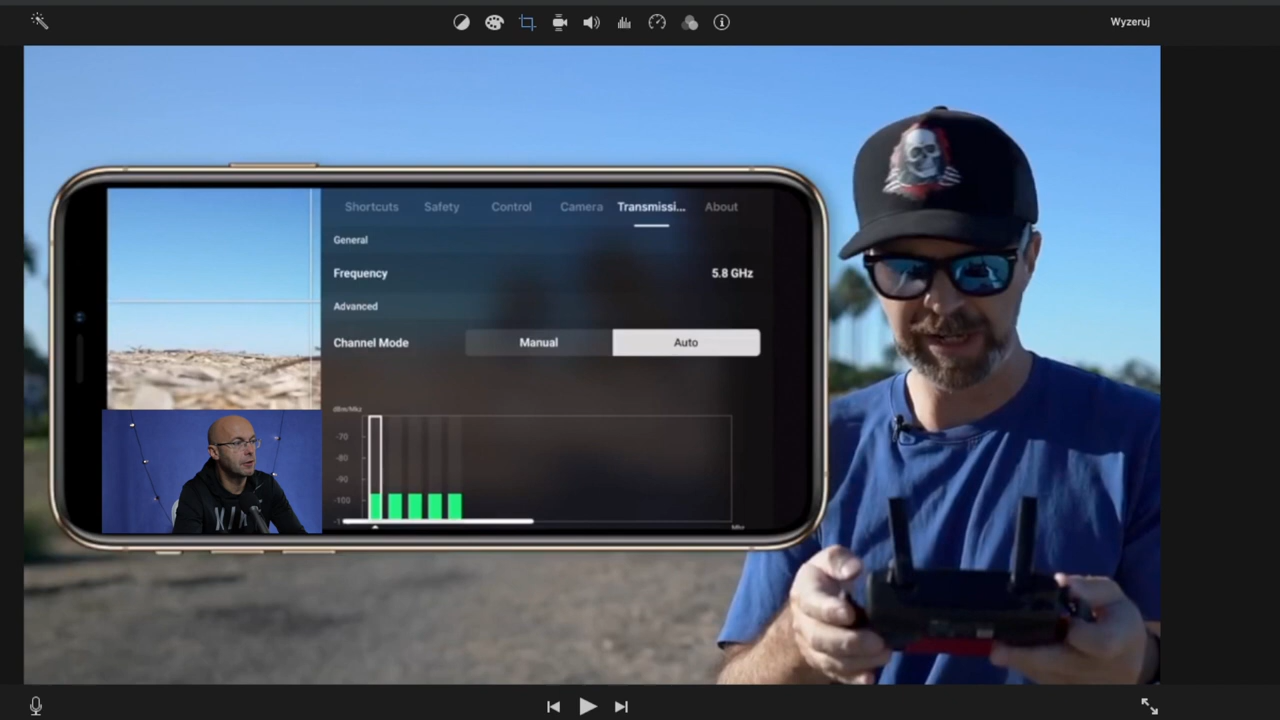 Wyzeruj
Shortcuts Safety Control Camera Transmissi... About
General
Frequency 5.8 GHz
Advanced
Channel Mode Manual Auto
dBm/Mhz
-70
-80
-90
-100
Mhz